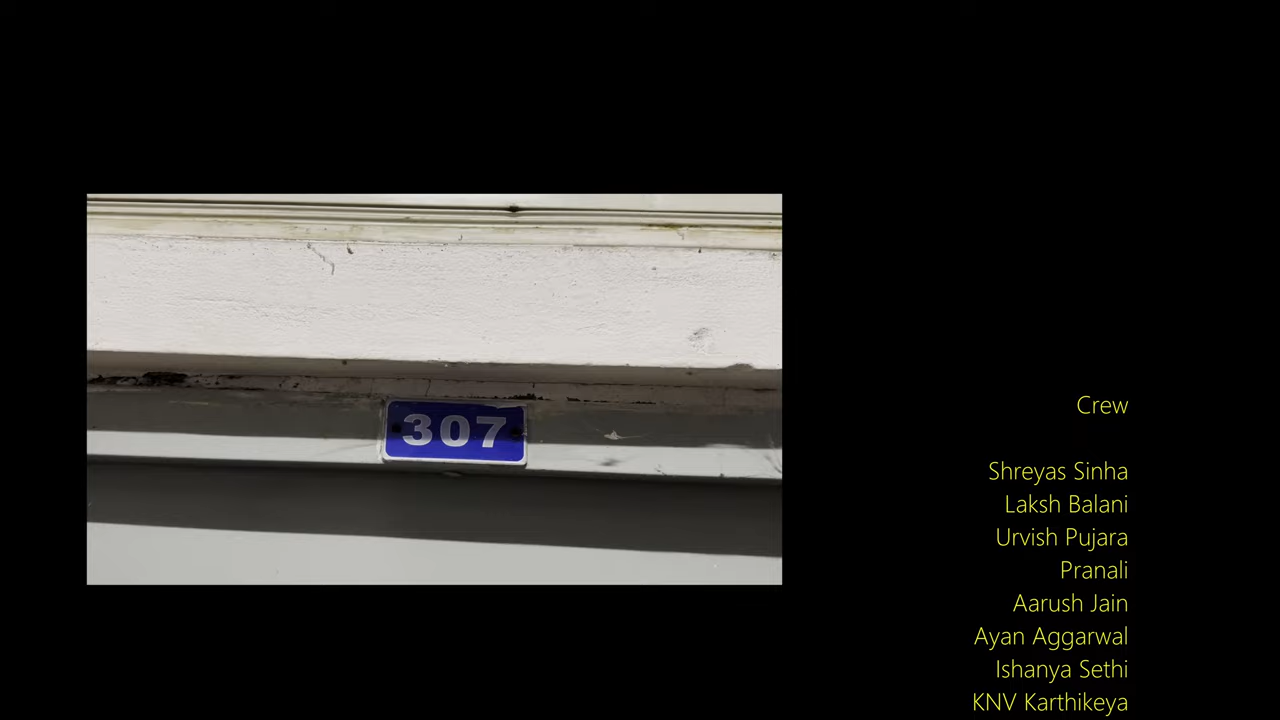 307
Crew
Shreyas Sinha
Laksh Balani
Urvish Pujara
Pranali
Aarush Jain
Ayan Aggarwal
Ishanya Sethi
KNV Karthikeya